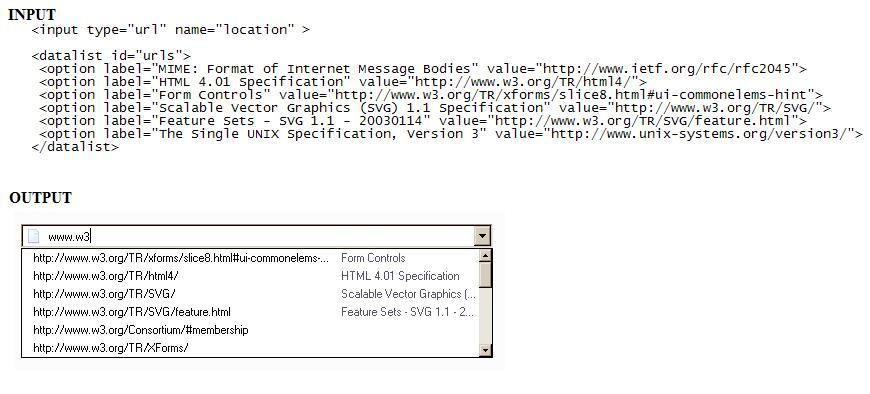 INPUT
<input type="url" name="location" >
<datalist id="urls">
<option label="MIME: Format of Internet Message Bodies" value="http://www.ietf.org/rfc/rfc2045">
<option label="HTML 4.01 Specification" value="http://www.w3.org/TR/html4/">
<option label="Form Controls" value="http://www.w3.org/TR/xforms/slice8.html#ui-commonelems-hint">
<option label="Scalable Vector Graphics (SVG) 1.1 Specification" value="http://www.w3.org/TR/SVG/">
<option label="Feature Sets - SVG 1.1 - 20030114" value="http://www.w3.org/TR/SVG/feature.html">
<option label="The Single UNIX Specification, Version 3" value="http://www.unix-systems.org/version3/">
</datalist>
OUTPUT
www.w3
http://www.w3.org/TR/xforms/slice8.html#ui-commonelems-... Form Controls
http://www.w3.org/TR/html4/ HTML 4.01 Specification
http://www.w3.org/TR/SVG/ Scalable Vector Graphics (...
http://www.w3.org/TR/SVG/feature.html Feature Sets - SVG 1.1 - 2...
http://www.w3.org/Consortium/#membership
http://www.w3.org/TR/XForms/